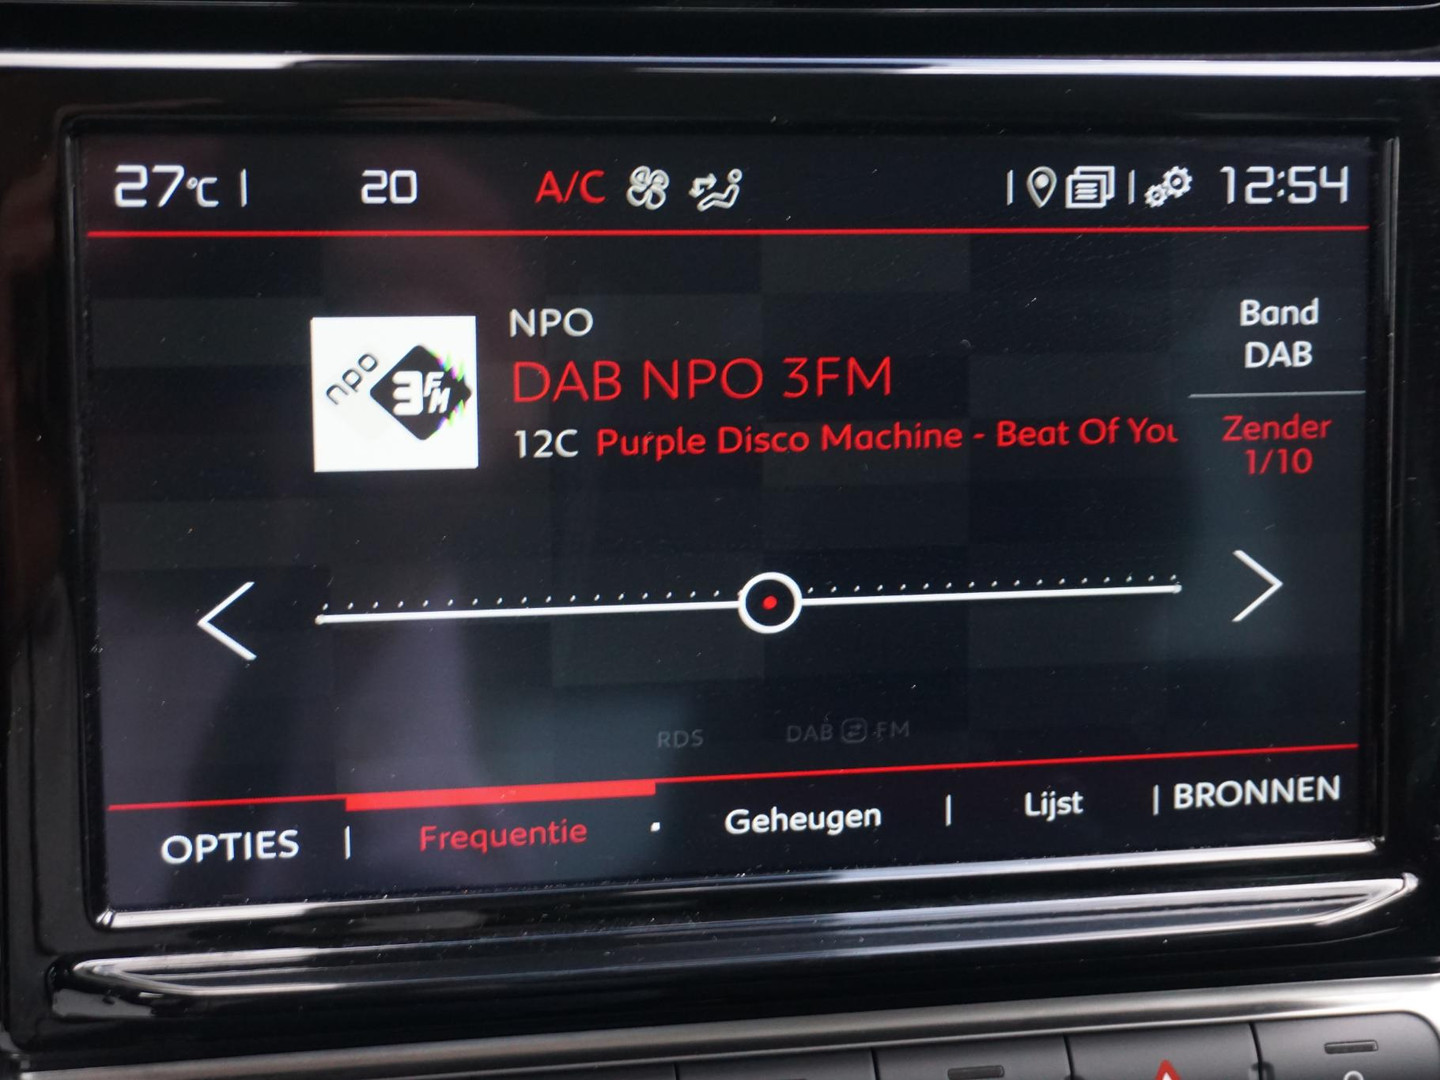 27°C | 20 A/C | | 12:54
NPO
npo 3FM
DAB NPO 3FM
12C Purple Disco Machine - Beat Of You
Band
DAB
Zender
1/10
RDS DAB FM
OPTIES | Frequentie Geheugen | Lijst | BRONNEN